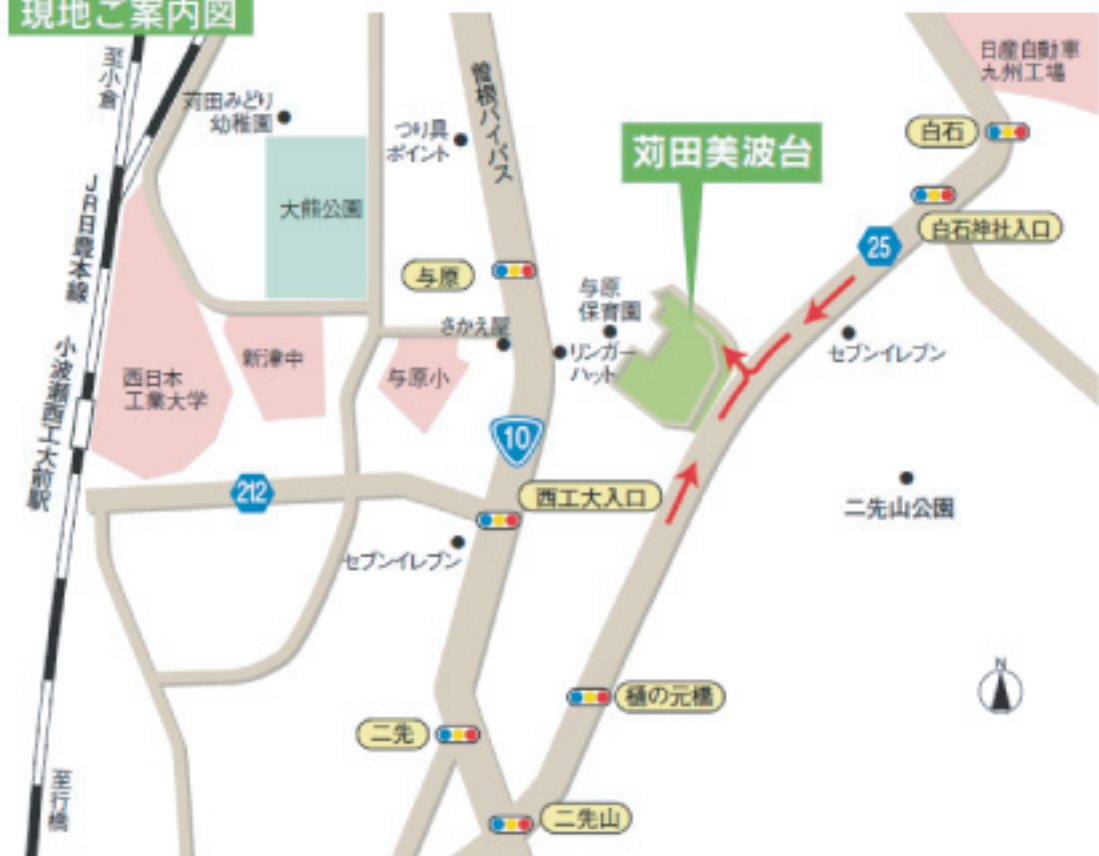 現地ご案内図
至小倉
JR日豊本線
小波瀬西工大前駅
至行橋
苅田みどり
幼稚園
大熊公園
つり具
ポイント
曽根バイパス
苅田美波台
日産自動車
九州工場
白石
白石神社入口
25
与原
与原
保育園
さかえ屋
リンガー
ハット
セブンイレブン
西日本
工業大学
新津中
与原小
10
212
西工大入口
セブンイレブン
二先山公園
樋の元橋
二先
二先山
N